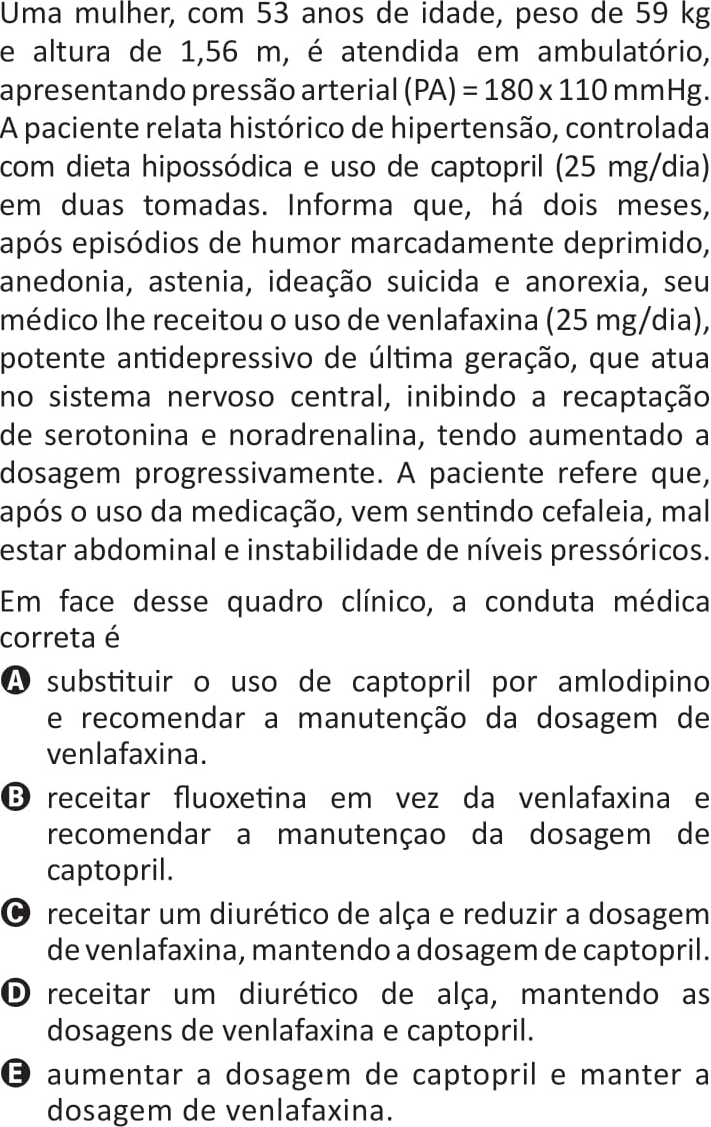 Uma mulher, com 53 anos de idade, peso de 59 kg
e altura de 1,56 m, é atendida em ambulatório,
apresentando pressão arterial (PA) = 180 x 110 mmHg.
A paciente relata histórico de hipertensão, controlada
com dieta hipossódica e uso de captopril (25 mg/dia)
em duas tomadas. Informa que, há dois meses,
após episódios de humor marcadamente deprimido,
anedonia, astenia, ideação suicida e anorexia, seu
médico lhe receitou o uso de venlafaxina (25 mg/dia),
potente antidepressivo de última geração, que atua
no sistema nervoso central, inibindo a recaptação
de serotonina e noradrenalina, tendo aumentado a
dosagem progressivamente. A paciente refere que,
após o uso da medicação, vem sentindo cefaleia, mal
estar abdominal e instabilidade de níveis pressóricos.
Em face desse quadro clínico, a conduta médica
correta é
A substituir o uso de captopril por amlodipino
e recomendar a manutenção da dosagem de
venlafaxina.
B receitar fluoxetina em vez da venlafaxina e
recomendar a manutençao da dosagem de
captopril.
C receitar um diurético de alça e reduzir a dosagem
de venlafaxina, mantendo a dosagem de captopril.
D receitar um diurético de alça, mantendo as
dosagens de venlafaxina e captopril.
E aumentar a dosagem de captopril e manter a
dosagem de venlafaxina.